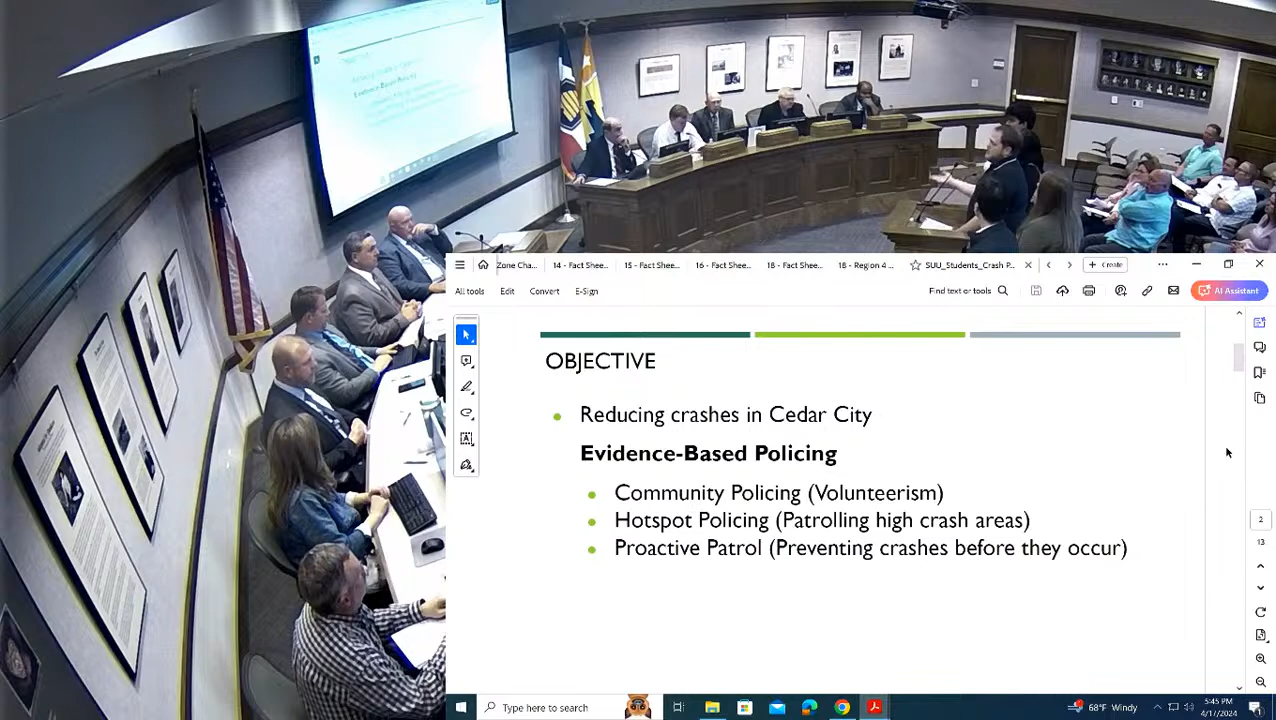 Zone Cha...
14 - Fact Shee...
15 - Fact Shee...
16 - Fact Shee...
18 - Fact Shee...
18 - Region 4 ...
SUU_Students_Crash P...
Create
All tools
Edit
Convert
E-Sign
Find text or tools
AI Assistant
OBJECTIVE
Reducing crashes in Cedar City
Evidence-Based Policing
Community Policing (Volunteerism)
Hotspot Policing (Patrolling high crash areas)
Proactive Patrol (Preventing crashes before they occur)
2
13
Type here to search
68°F Windy
5:45 PM
4/17/2024